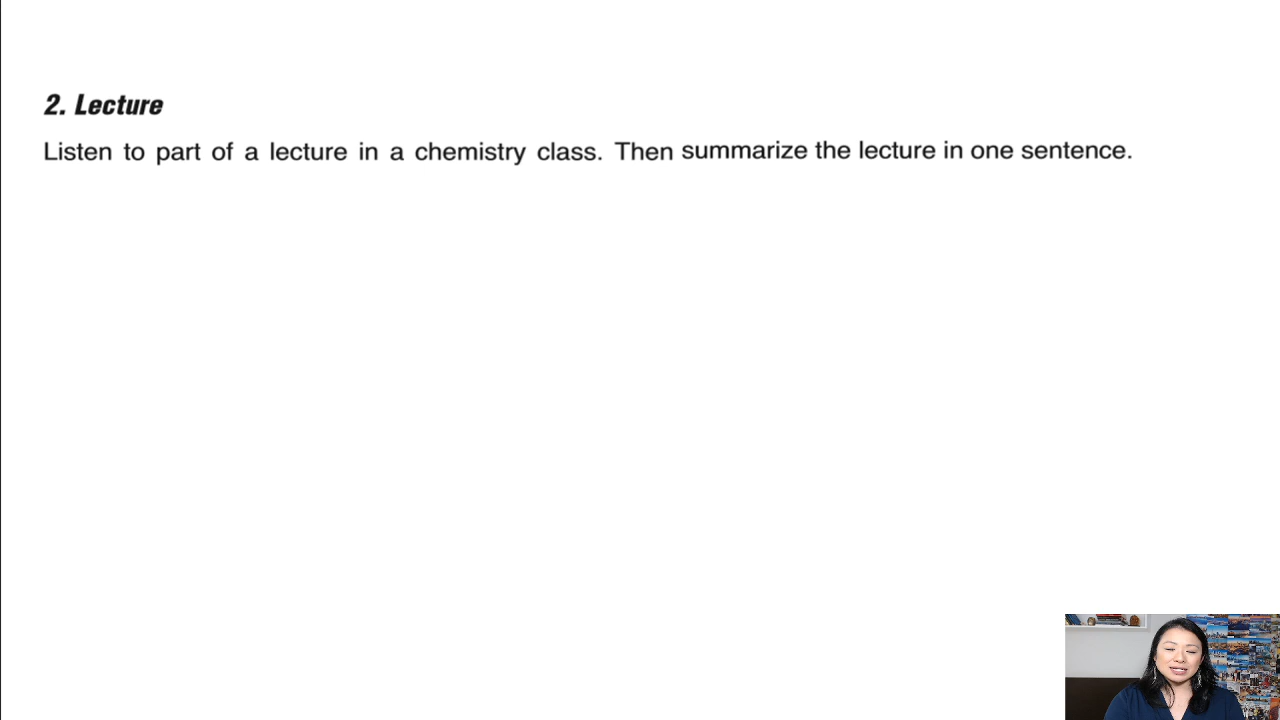 2. Lecture
Listen to part of a lecture in a chemistry class. Then summarize the lecture in one sentence.